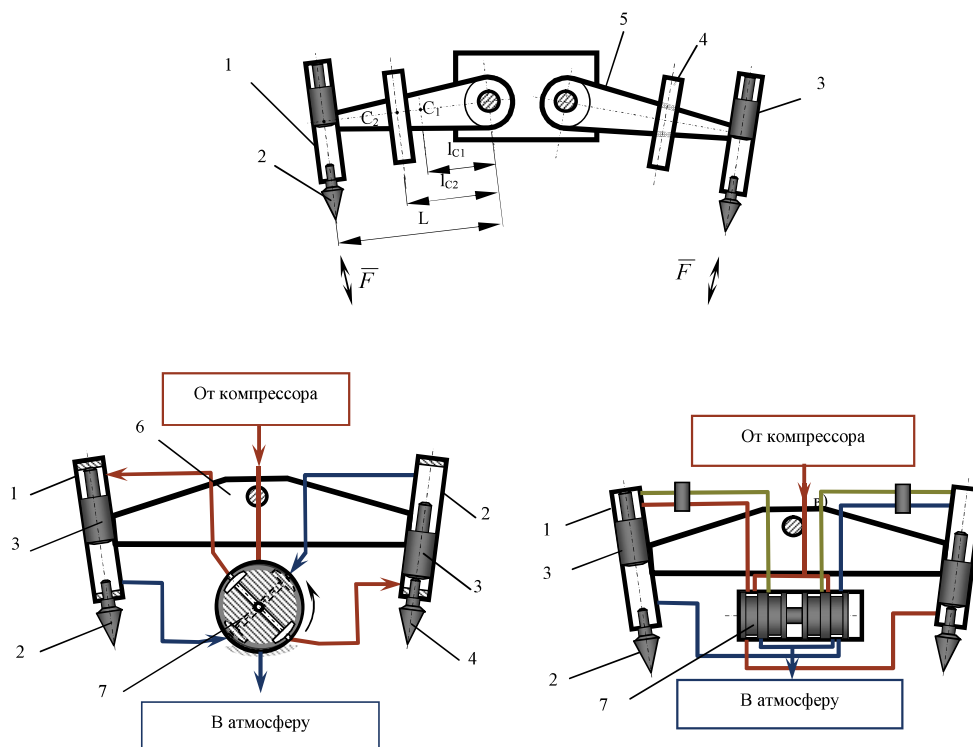 5
4
1
3
2
C₂
C₁
lC1
lC2
L
F
F
От компрессора
6
1
3
2
7
2
3
4
В атмосферу
От компрессора
в)
1
3
2
7
В атмосферу